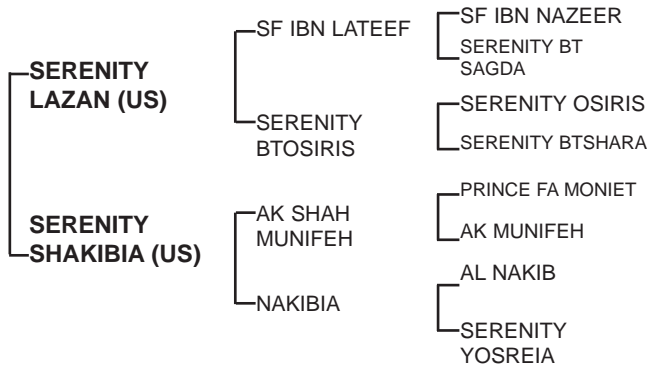 SERENITY
LAZAN (US)
SERENITY
SHAKIBIA (US)
SF IBN LATEEF
SERENITY
BTOSIRIS
AK SHAH
MUNIFEH
NAKIBIA
SF IBN NAZEER
SERENITY BT
SAGDA
SERENITY OSIRIS
SERENITY BTSHARA
PRINCE FA MONIET
AK MUNIFEH
AL NAKIB
SERENITY
YOSREIA